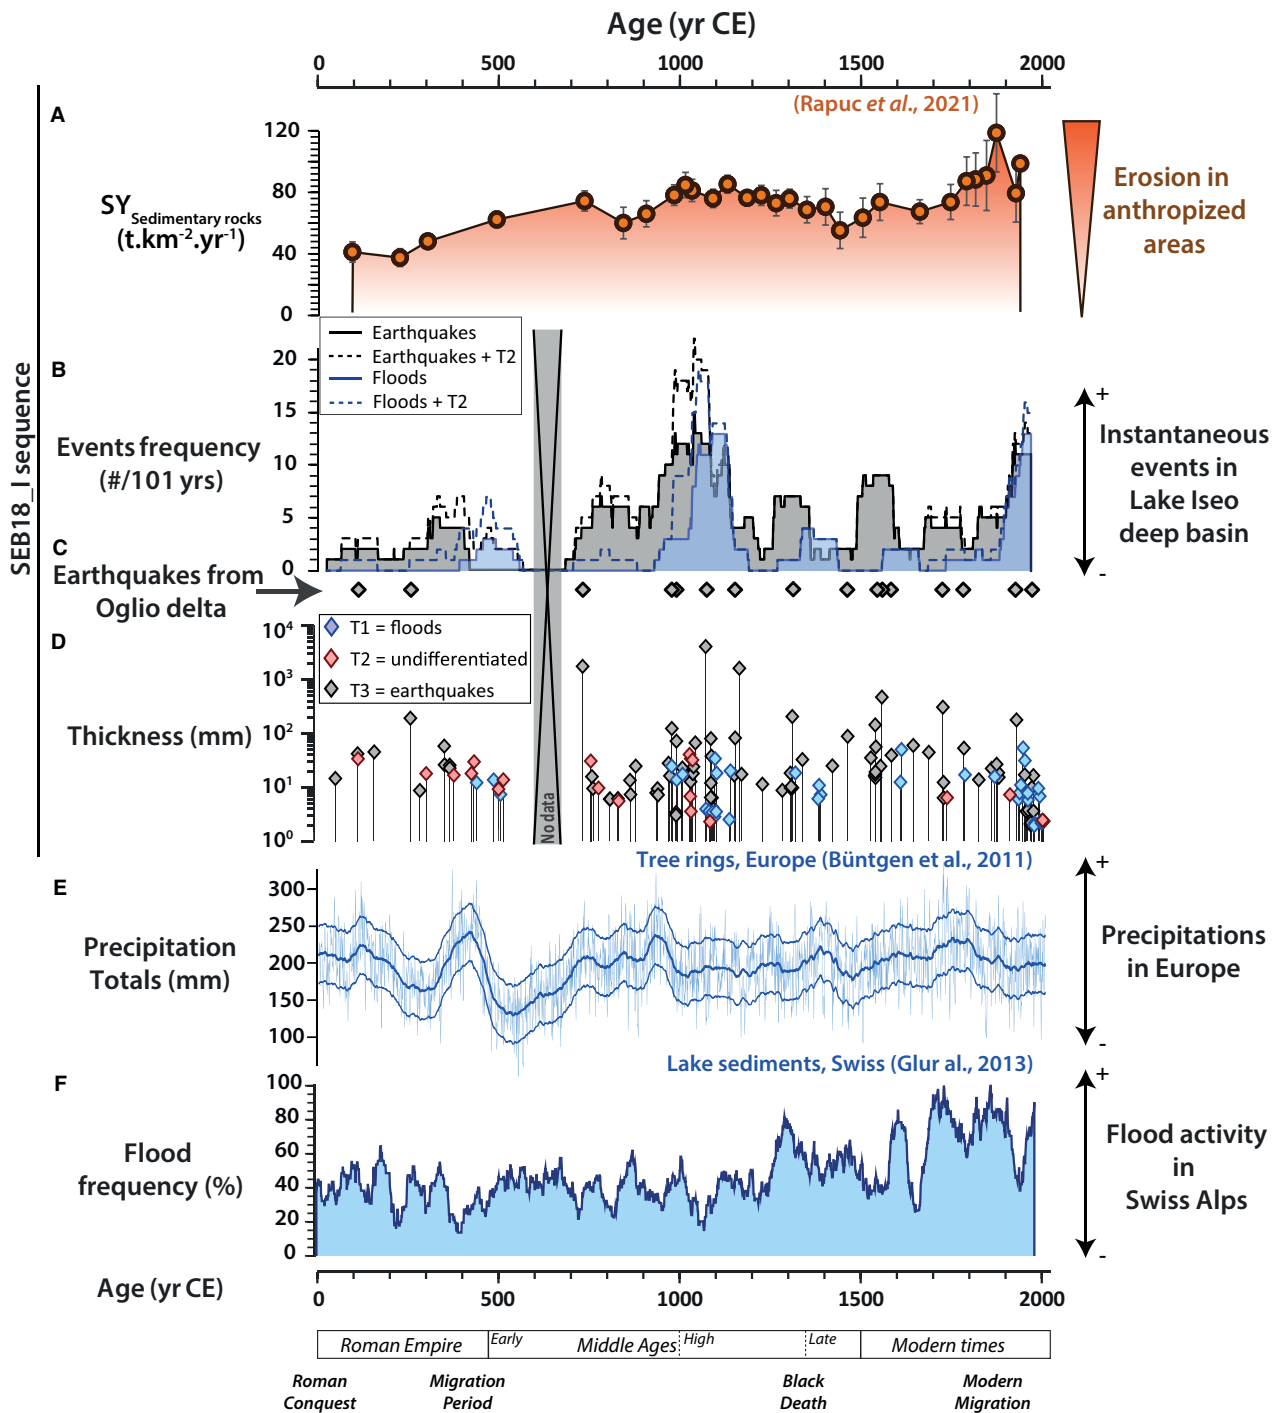 Age (yr CE)
0 500 1000 1500 2000
SEB18_I sequence
A
(Rapuc et al., 2021)
120
80
40
0
SY Sedimentary rocks
(t.km-2.yr-1)
Erosion in
anthropized
areas
B
Earthquakes
Earthquakes + T2
Floods
Floods + T2
20
15
10
5
0
Events frequency
(#/101 yrs)
+
Instantaneous
events in
Lake Iseo
deep basin
-
C
Earthquakes from
Oglio delta
D
T1 = floods
T2 = undifferentiated
T3 = earthquakes
10⁴
10³
10²
10¹
10⁰
Thickness (mm)
No data
Tree rings, Europe (Büntgen et al., 2011)
E
300
250
200
150
100
Precipitation
Totals (mm)
+
Precipitations
in Europe
-
Lake sediments, Swiss (Glur al., 2013)
F
100
80
60
40
20
0
Flood
frequency (%)
+
Flood activity
in
Swiss Alps
-
Age (yr CE)
0 500 1000 1500 2000
Roman Empire Early Middle Ages High Late Modern times
Roman
Conquest
Migration
Period
Black
Death
Modern
Migration